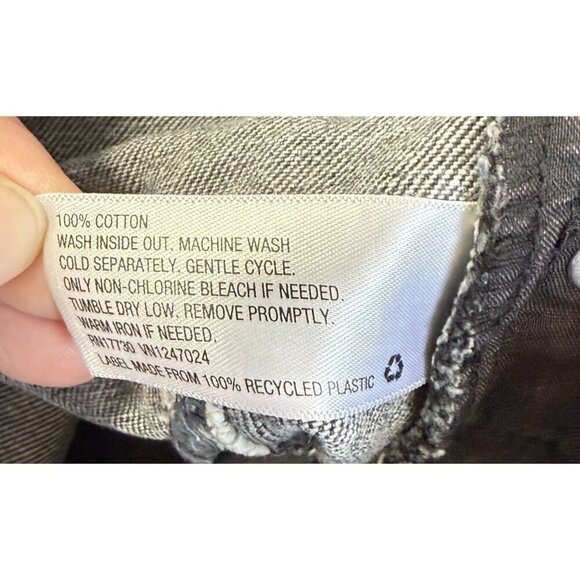 100% COTTON
WASH INSIDE OUT. MACHINE WASH
COLD SEPARATELY. GENTLE CYCLE.
ONLY NON-CHLORINE BLEACH IF NEEDED.
TUMBLE DRY LOW. REMOVE PROMPTLY.
WARM IRON IF NEEDED.
RN17730 VN1247024
LABEL MADE FROM 100% RECYCLED PLASTIC